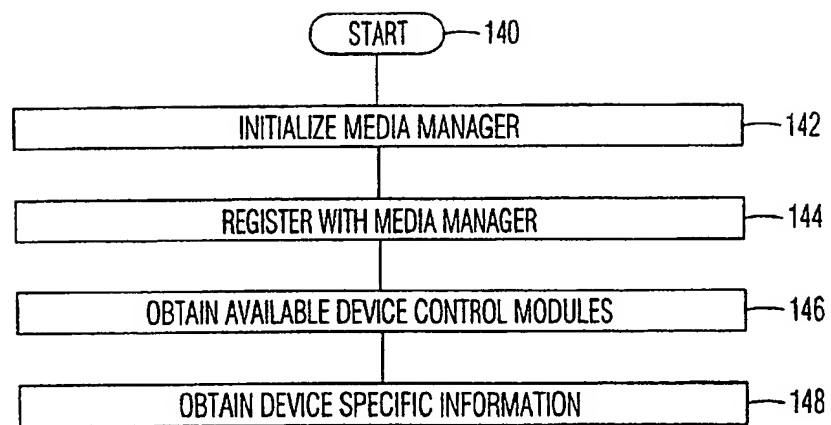 START 140
INITIALIZE MEDIA MANAGER 142
REGISTER WITH MEDIA MANAGER 144
OBTAIN AVAILABLE DEVICE CONTROL MODULES 146
OBTAIN DEVICE SPECIFIC INFORMATION 148